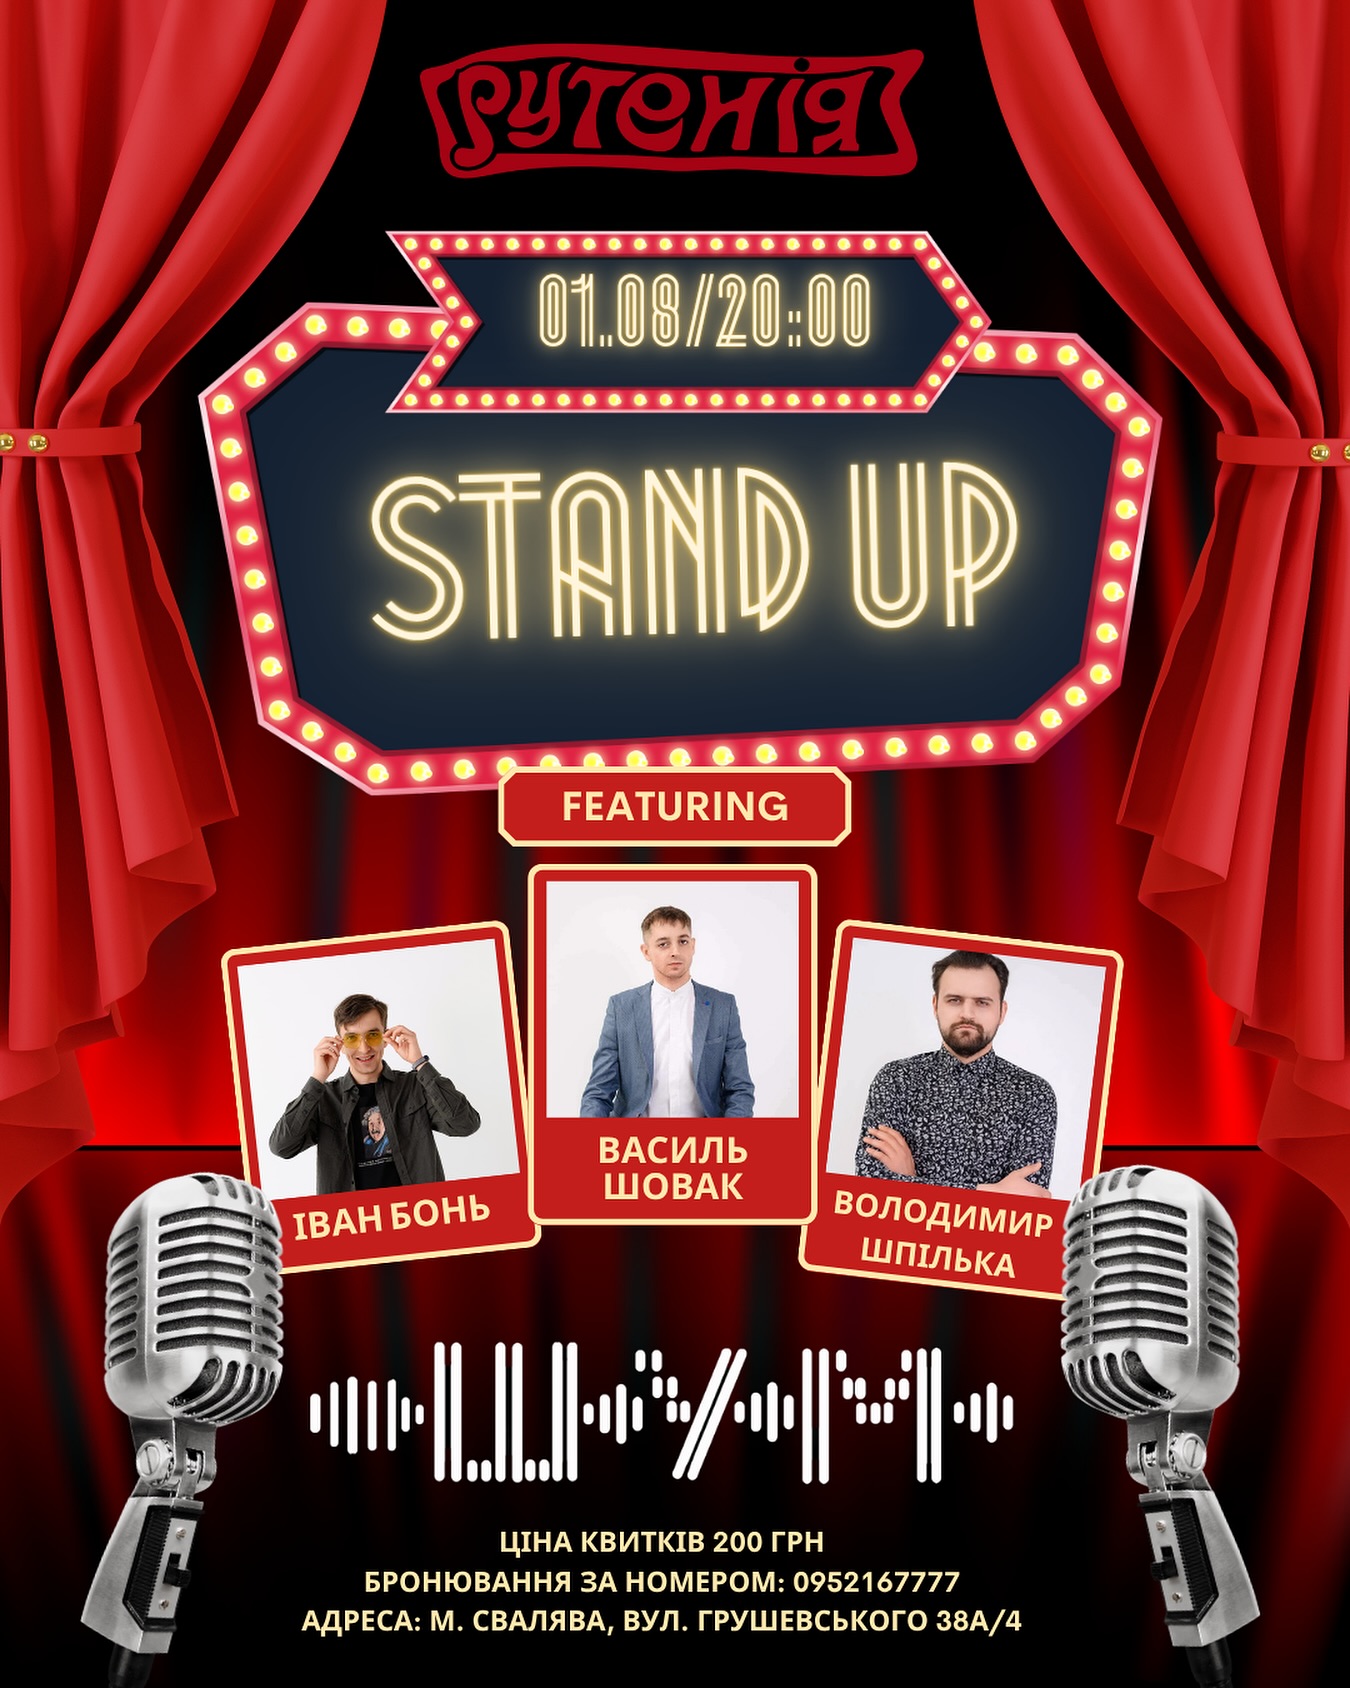 Рутенія
01.08/20:00
STAND UP
FEATURING
ІВАН БОНЬ
ВАСИЛЬ
ШОВАК
ВОЛОДИМИР
ШПІЛЬКА
ШУМ
ЦІНА КВИТКІВ 200 ГРН
БРОНЮВАННЯ ЗА НОМЕРОМ: 0952167777
АДРЕСА: М. СВАЛЯВА, ВУЛ. ГРУШЕВСЬКОГО 38А/4